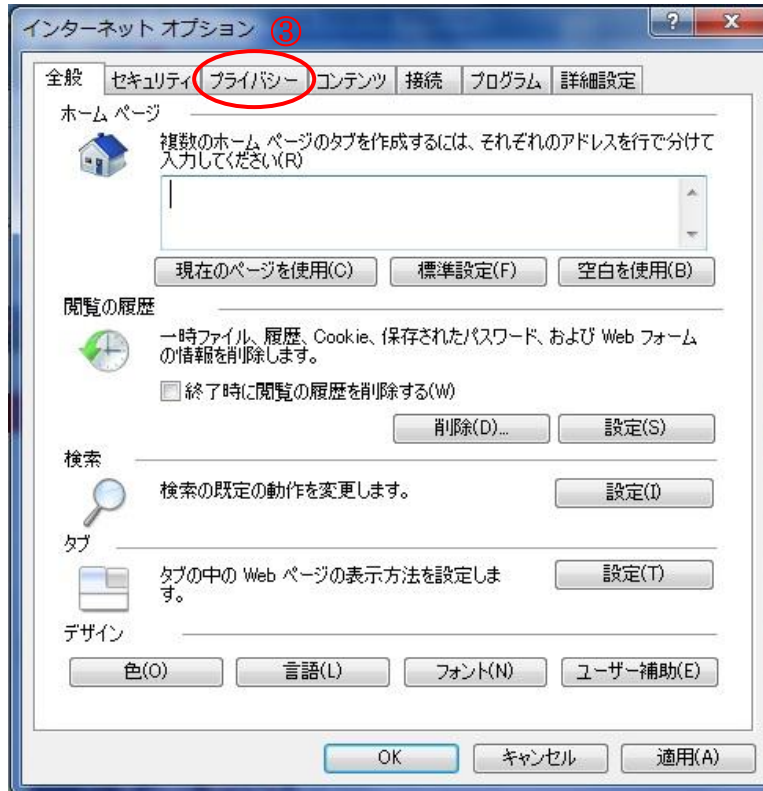 インターネット オプション ③
? X
全般 セキュリティ プライバシー コンテンツ 接続 プログラム 詳細設定
ホーム ページ
複数のホーム ページのタブを作成するには、それぞれのアドレスを行で分けて
入力してください(R)
現在のページを使用(C) 標準設定(F) 空白を使用(B)
閲覧の履歴
一時ファイル、履歴、Cookie、保存されたパスワード、および Web フォーム
の情報を削除します。
終了時に閲覧の履歴を削除する(W)
削除(D)... 設定(S)
検索
検索の既定の動作を変更します。 設定(I)
タブ
タブの中の Web ページの表示方法を設定しま 設定(T)
す。
デザイン
色(O) 言語(L) フォント(N) ユーザー補助(E)
OK キャンセル 適用(A)